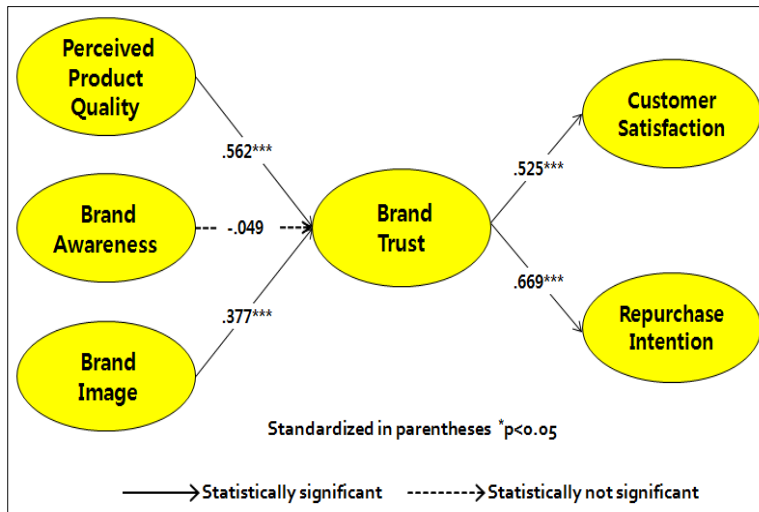 Perceived
Product
Quality
Customer
Satisfaction
.562***
.525***
Brand
Awareness
-.049
Brand
Trust
.669***
.377***
Repurchase
Intention
Brand
Image
Standardized in parentheses *p<0.05
Statistically significant
Statistically not significant